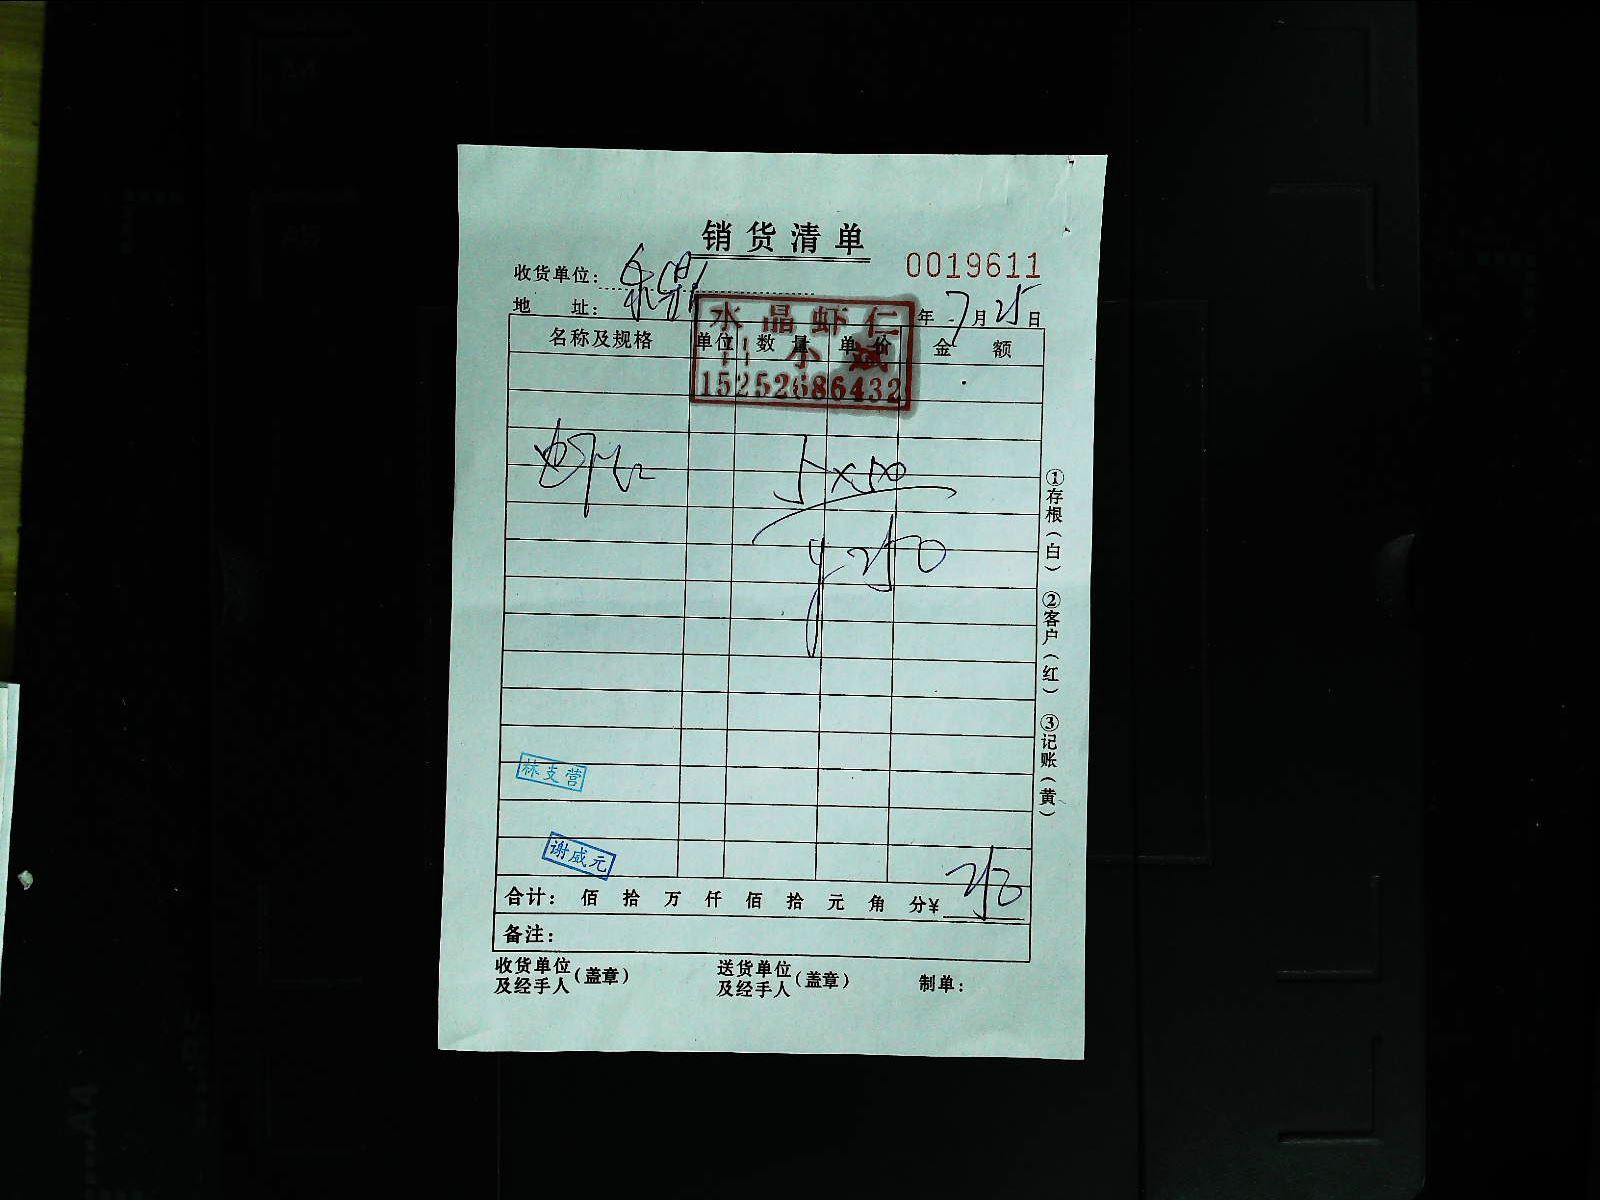 销货清单
0019611
收货单位：
地 址： 年 7月25日
水晶虾仁
小斌
15252686432
名称及规格 单位 数量 单价 金额
虾仁 5×50
¥250
林支营
谢威元
合计： 佰 拾 万 仟 佰 拾 元 角 分¥ 250
备注：
收货单位及经手人（盖章） 送货单位及经手人（盖章） 制单：
①存根（白） ②客户（红） ③记账（黄）